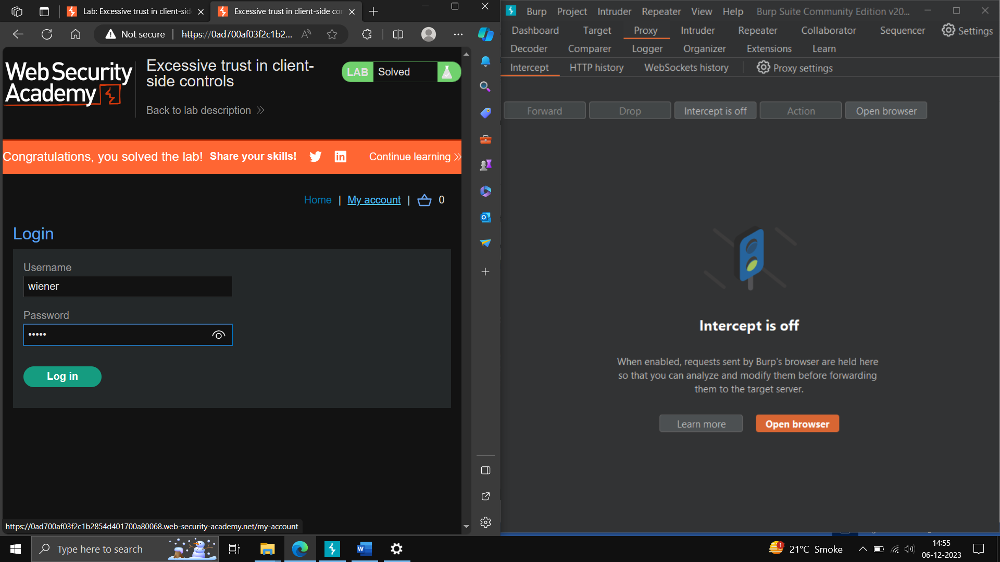 Lab: Excessive trust in client-sid
Excessive trust in client-side cor
Not secure
https://0ad700af03f2c1b2...
Web Security
Academy
Excessive trust in client-
side controls
LAB Solved
Back to lab description
Congratulations, you solved the lab! Share your skills! Continue learning
Home | My account | 0
Login
Username
wiener
Password
•••••
Log in
https://0ad700af03f2c1b2854d401700a80068.web-security-academy.net/my-account
Burp Project Intruder Repeater View Help Burp Suite Community Edition v20...
Dashboard Target Proxy Intruder Repeater Collaborator Sequencer Settings
Decoder Comparer Logger Organizer Extensions Learn
Intercept HTTP history WebSockets history Proxy settings
Forward Drop Intercept is off Action Open browser
Intercept is off
When enabled, requests sent by Burp's browser are held here
so that you can analyze and modify them before forwarding
them to the target server.
Learn more Open browser
Type here to search
1
21°C Smoke
14:55
06-12-2023